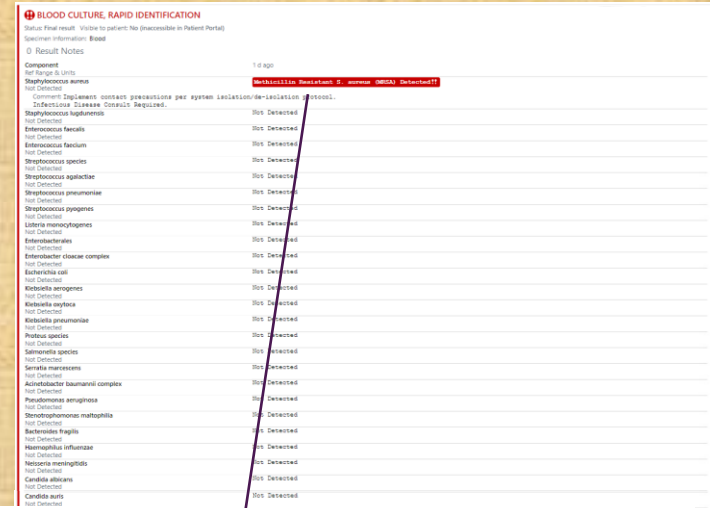 BLOOD CULTURE, RAPID IDENTIFICATION
Status: Final result Visible to patient: No (inaccessible in Patient Portal)
Specimen Information: Blood
0 Result Notes
Component 1 d ago
Ref Range & Units
Staphylococcus aureus Methicillin Resistant S. aureus (MRSA) Detected!!
Not Detected
Comment: Implement contact precautions per system isolation/de-isolation protocol.
Infectious Disease Consult Required.
Staphylococcus lugdunensis Not Detected
Not Detected
Enterococcus faecalis Not Detected
Not Detected
Enterococcus faecium Not Detected
Not Detected
Streptococcus species Not Detected
Not Detected
Streptococcus agalactiae Not Detected
Not Detected
Streptococcus pneumoniae Not Detected
Not Detected
Streptococcus pyogenes Not Detected
Not Detected
Listeria monocytogenes Not Detected
Not Detected
Enterobacterales Not Detected
Not Detected
Enterobacter cloacae complex Not Detected
Not Detected
Escherichia coli Not Detected
Not Detected
Klebsiella aerogenes Not Detected
Not Detected
Klebsiella oxytoca Not Detected
Not Detected
Klebsiella pneumoniae Not Detected
Not Detected
Proteus species Not Detected
Not Detected
Salmonella species Not Detected
Not Detected
Serratia marcescens Not Detected
Not Detected
Acinetobacter baumannii complex Not Detected
Not Detected
Pseudomonas aeruginosa Not Detected
Not Detected
Stenotrophomonas maltophilia Not Detected
Not Detected
Bacteroides fragilis Not Detected
Not Detected
Haemophilus influenzae Not Detected
Not Detected
Neisseria meningitidis Not Detected
Not Detected
Candida albicans Not Detected
Not Detected
Candida auris Not Detected
Not Detected